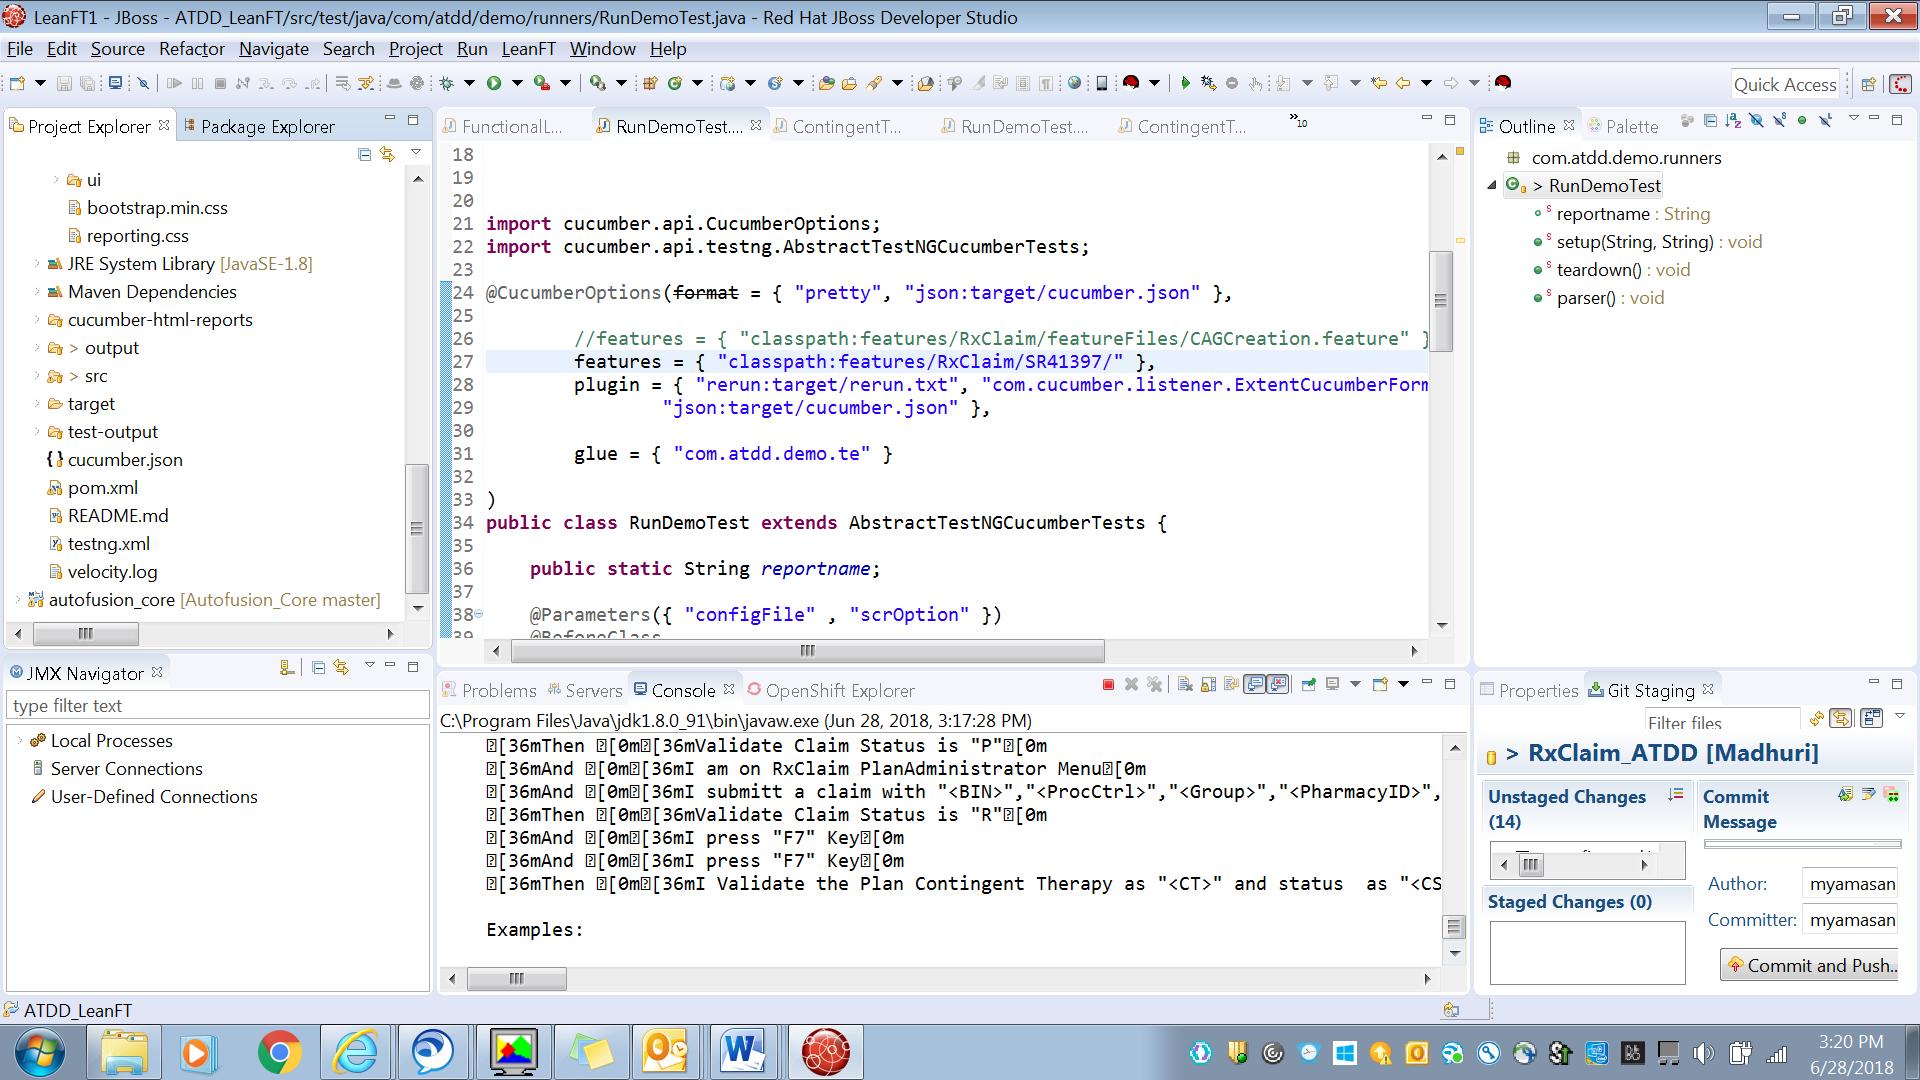 LeanFT1 - JBoss - ATDD_LeanFT/src/test/java/com/atdd/demo/runners/RunDemoTest.java - Red Hat JBoss Developer Studio
File Edit Source Refactor Navigate Search Project Run LeanFT Window Help
Quick Access
Project Explorer
Package Explorer
ui
bootstrap.min.css
reporting.css
JRE System Library [JavaSE-1.8]
Maven Dependencies
cucumber-html-reports
> output
> src
target
test-output
cucumber.json
pom.xml
README.md
testng.xml
velocity.log
autofusion_core [Autofusion_Core master]
FunctionalL... RunDemoTest.... ContingentT... RunDemoTest.... ContingentT... »10
18
19
20
21 import cucumber.api.CucumberOptions;
22 import cucumber.api.testng.AbstractTestNGCucumberTests;
23
24 @CucumberOptions(format = { "pretty", "json:target/cucumber.json" },
25
26 //features = { "classpath:features/RxClaim/featureFiles/CAGCreation.feature" }
27 features = { "classpath:features/RxClaim/SR41397/" },
28 plugin = { "rerun:target/rerun.txt", "com.cucumber.listener.ExtentCucumberForm
29 "json:target/cucumber.json" },
30
31 glue = { "com.atdd.demo.te" }
32
33 )
34 public class RunDemoTest extends AbstractTestNGCucumberTests {
35
36 public static String reportname;
37
38 @Parameters({ "configFile" , "scrOption" })
39 @BeforeClass
Outline
Palette
com.atdd.demo.runners
> RunDemoTest
reportname : String
setup(String, String) : void
teardown() : void
parser() : void
JMX Navigator
type filter text
Local Processes
Server Connections
User-Defined Connections
Problems Servers Console OpenShift Explorer
C:\Program Files\Java\jdk1.8.0_91\bin\javaw.exe (Jun 28, 2018, 3:17:28 PM)
[36mThen [0m[36mValidate Claim Status is "P"[0m
[36mAnd [0m[36mI am on RxClaim PlanAdministrator Menu[0m
[36mAnd [0m[36mI submitt a claim with "<BIN>","<ProcCtrl>","<Group>","<PharmacyID>",
[36mThen [0m[36mValidate Claim Status is "R"[0m
[36mAnd [0m[36mI press "F7" Key[0m
[36mAnd [0m[36mI press "F7" Key[0m
[36mThen [0m[36mI Validate the Plan Contingent Therapy as "<CT>" and status as "<CS
Examples:
Properties
Git Staging
Filter files
> RxClaim_ATDD [Madhuri]
Unstaged Changes (14)
Staged Changes (0)
Commit Message
Author: myamasan
Committer: myamasan
Commit and Push...
ATDD_LeanFT
3:20 PM
6/28/2018